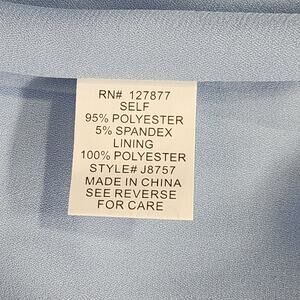 RN# 127877
SELF
95% POLYESTER
5% SPANDEX
LINING
100% POLYESTER
STYLE# J8757
MADE IN CHINA
SEE REVERSE
FOR CARE